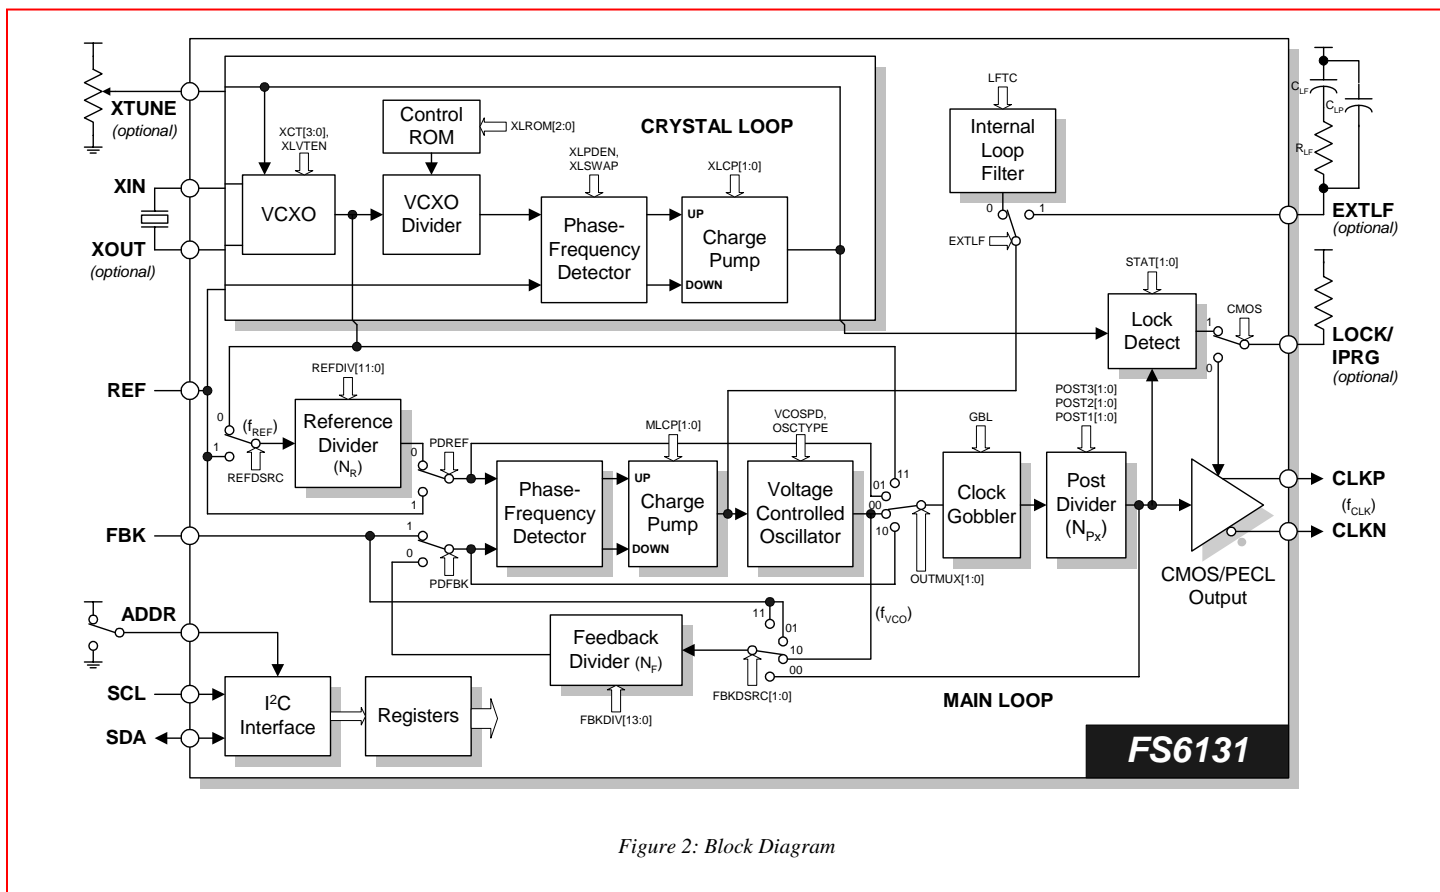 XTUNE
(optional)
XIN
XOUT
(optional)
REF
FBK
ADDR
SCL
SDA
CRYSTAL LOOP
XCT[3:0],
XLVTEN
VCXO
Control
ROM
XLROM[2:0]
VCXO
Divider
XLPDEN,
XLSWAP
Phase-
Frequency
Detector
XLCP[1:0]
UP
Charge
Pump
DOWN
LFTC
Internal
Loop
Filter
0
1
EXTLF
C_LF
C_LP
R_LF
EXTLF
(optional)
STAT[1:0]
Lock
Detect
1
CMOS
0
LOCK/
IPRG
(optional)
REFDIV[11:0]
0
(f_REF)
1
REFDSRC
Reference
Divider
(N_R)
0
PDREF
1
1
0
PDFBK
Phase-
Frequency
Detector
MLCP[1:0]
UP
Charge
Pump
DOWN
VCOSPD,
OSCTYPE
Voltage
Controlled
Oscillator
11
01
00
10
OUTMUX[1:0]
GBL
Clock
Gobbler
POST3[1:0]
POST2[1:0]
POST1[1:0]
Post
Divider
(N_Px)
CLKP
(f_CLK)
CLKN
CMOS/PECL
Output
(f_VCO)
Feedback
Divider (N_F)
FBKDIV[13:0]
11
01
10
00
FBKDSRC[1:0]
MAIN LOOP
I²C
Interface
Registers
FS6131
Figure 2: Block Diagram